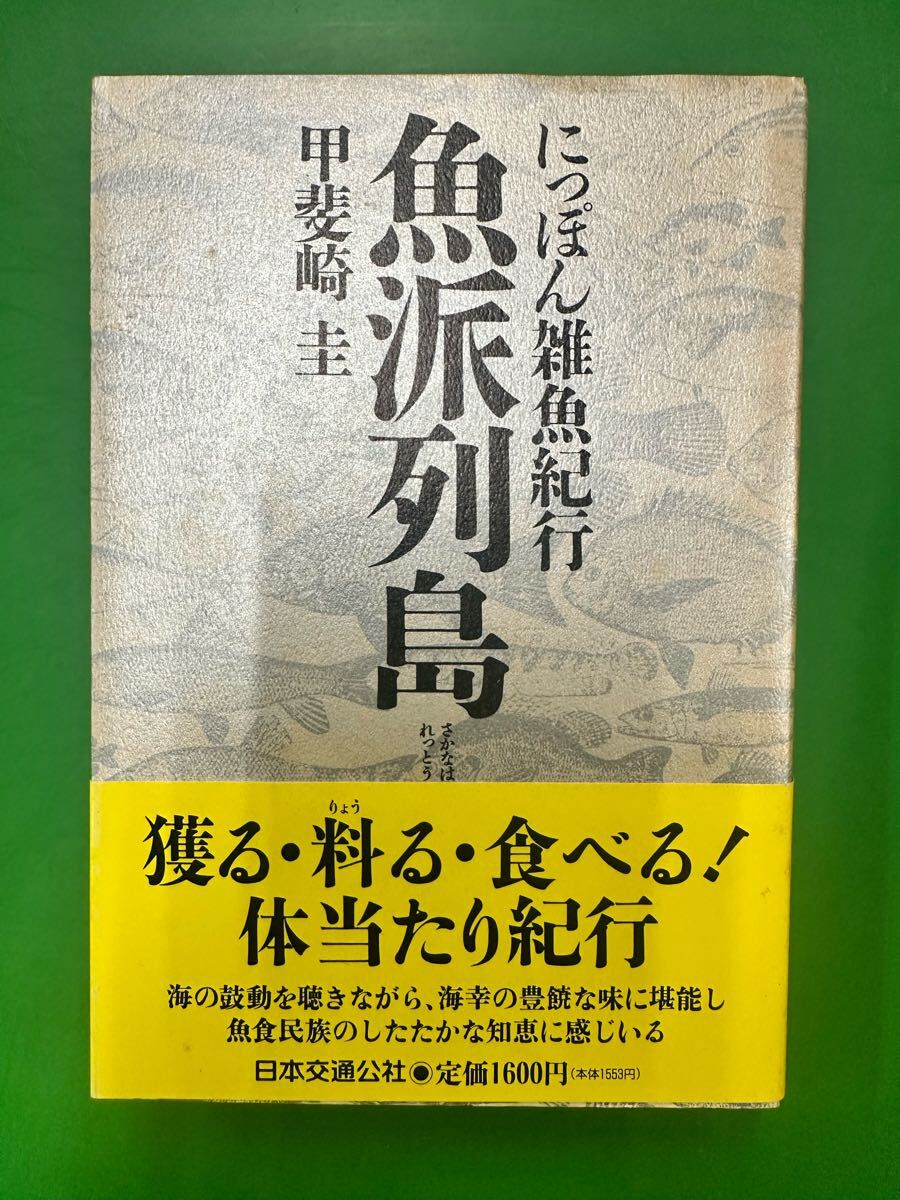 にっぽん雑魚紀行
魚派列島
さかなは
れっとう
甲斐崎 圭
獲る・料る・食べる!
りょう
体当たり紀行
海の鼓動を聴きながら、海幸の豊饒な味に堪能し
魚食民族のしたたかな知恵に感じいる
日本交通公社●定価1600円(本体1553円)